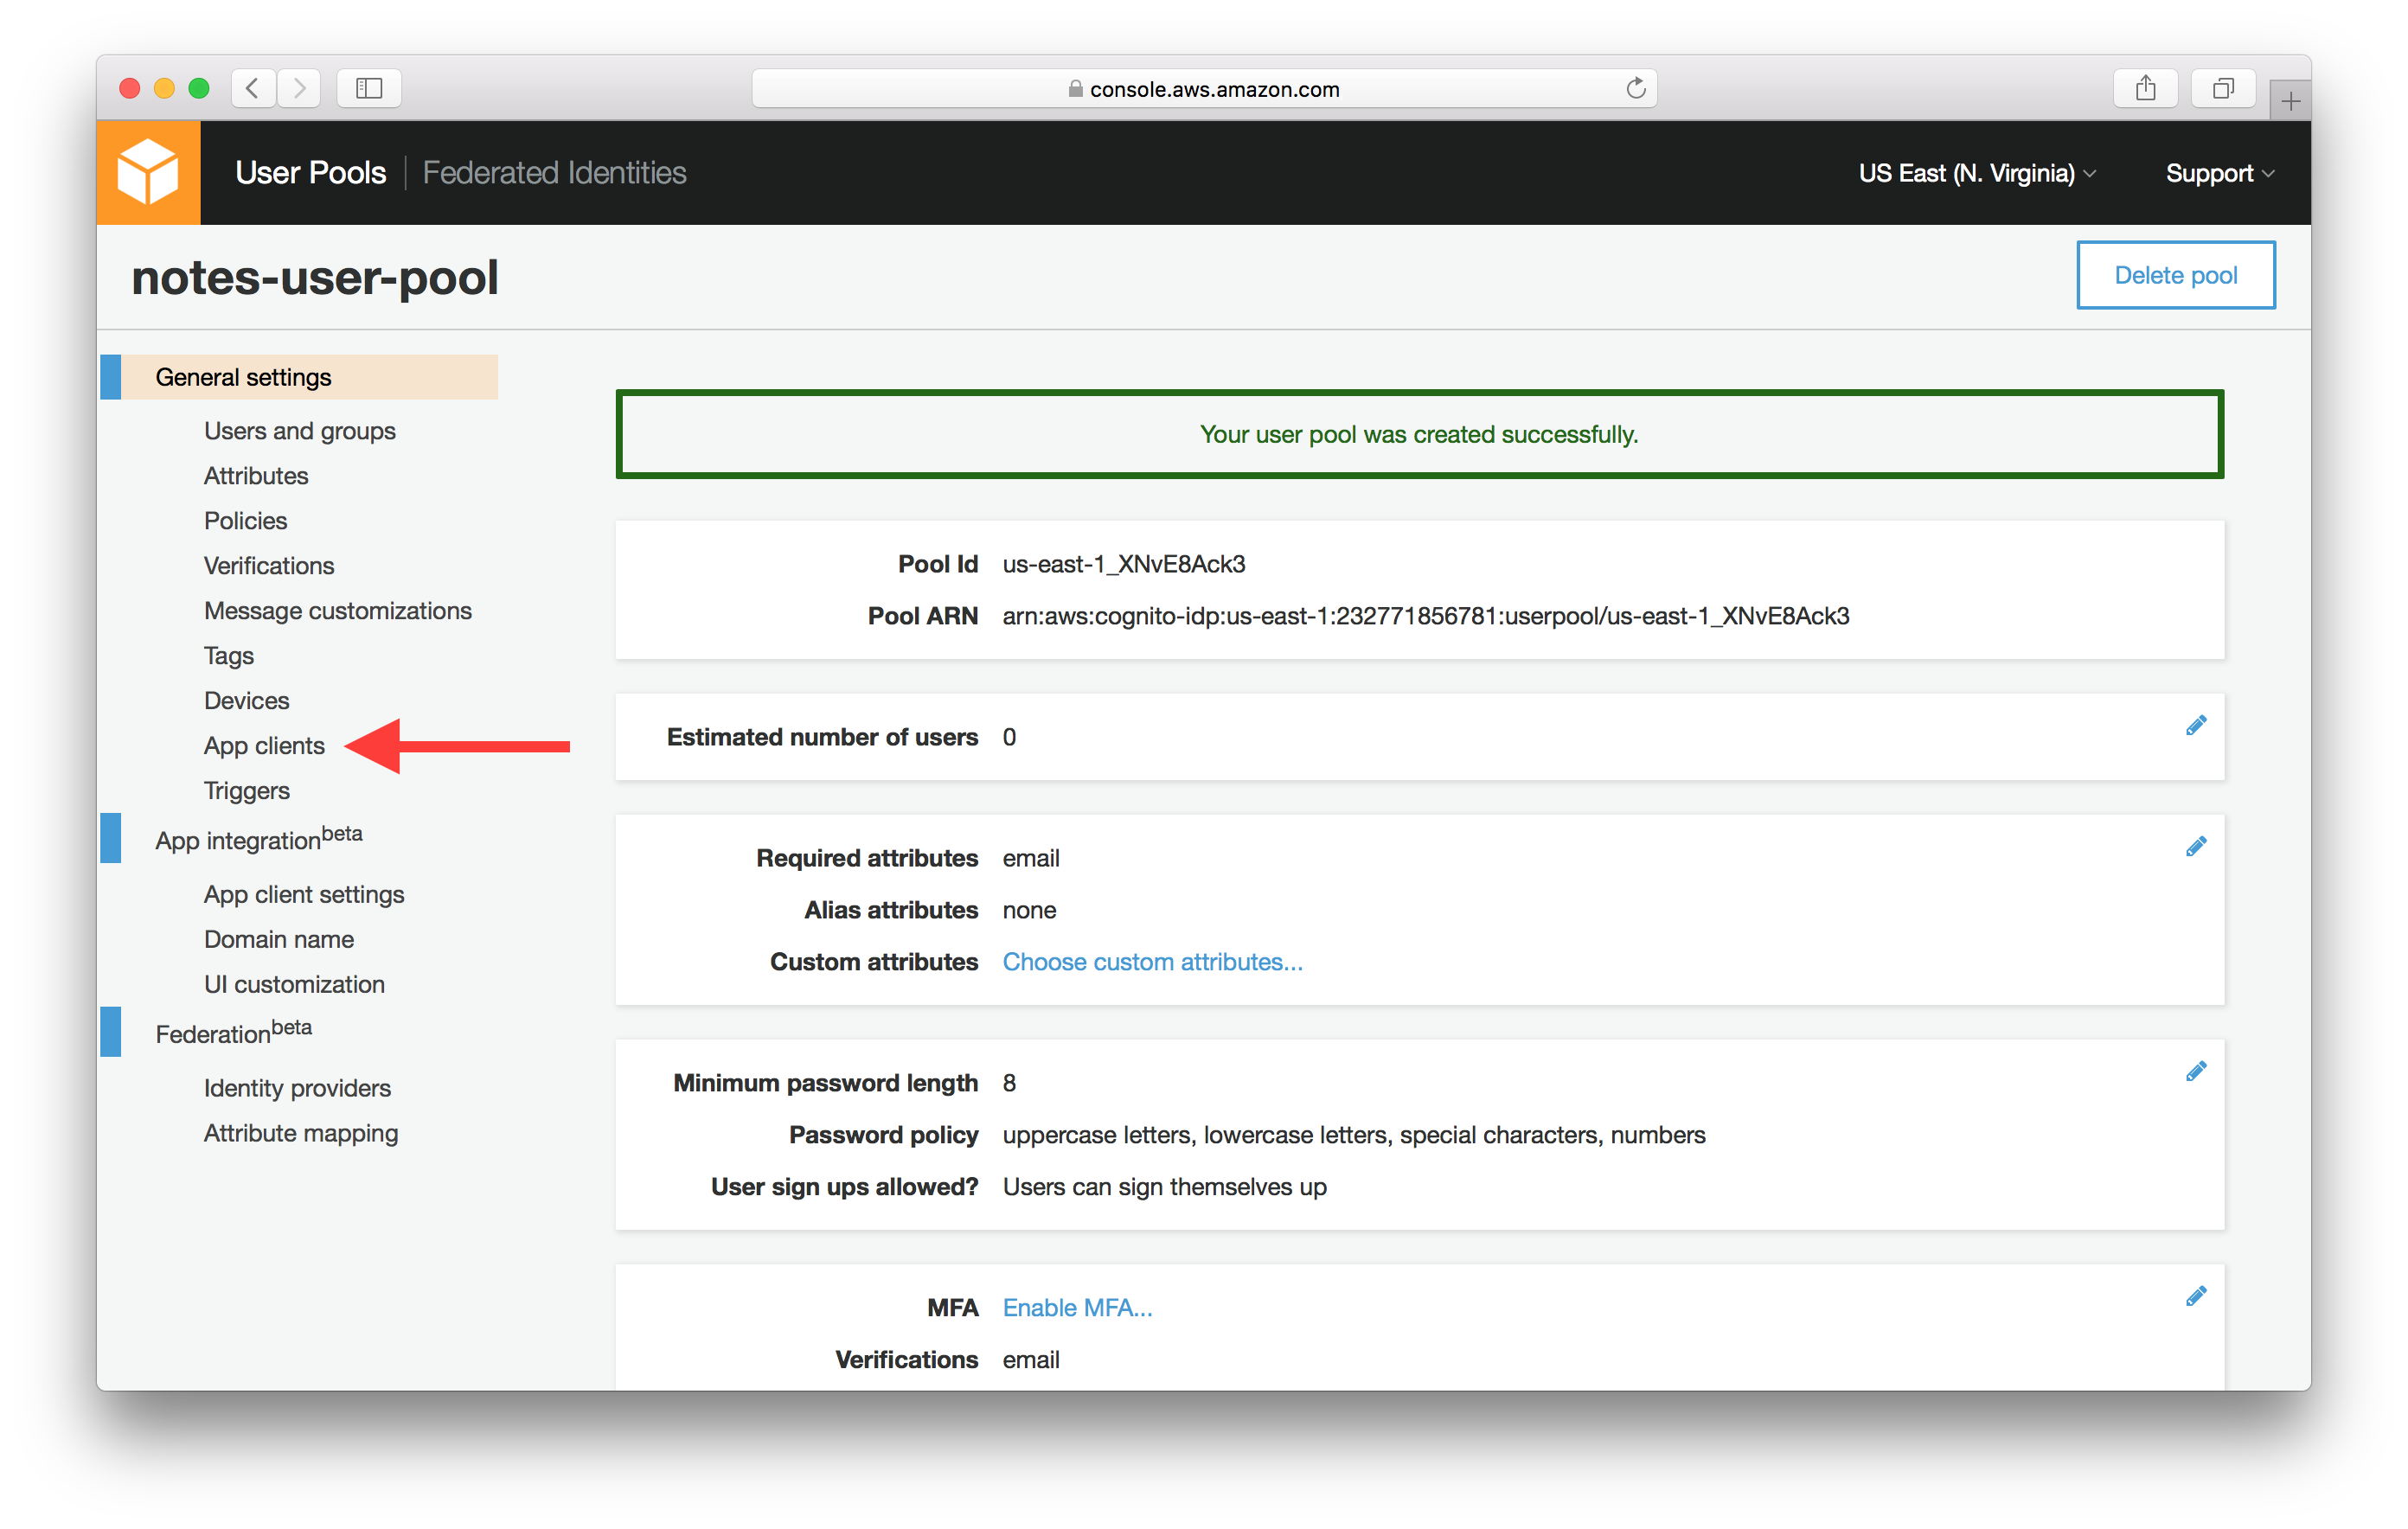 console.aws.amazon.com
User Pools
Federated Identities
US East (N. Virginia)
Support
notes-user-pool
Delete pool
General settings
Users and groups
Attributes
Policies
Verifications
Message customizations
Tags
Devices
App clients
Triggers
App integration beta
App client settings
Domain name
UI customization
Federation beta
Identity providers
Attribute mapping
Your user pool was created successfully.
Pool Id us-east-1_XNvE8Ack3
Pool ARN arn:aws:cognito-idp:us-east-1:232771856781:userpool/us-east-1_XNvE8Ack3
Estimated number of users 0
Required attributes email
Alias attributes none
Custom attributes Choose custom attributes...
Minimum password length 8
Password policy uppercase letters, lowercase letters, special characters, numbers
User sign ups allowed? Users can sign themselves up
MFA Enable MFA...
Verifications email